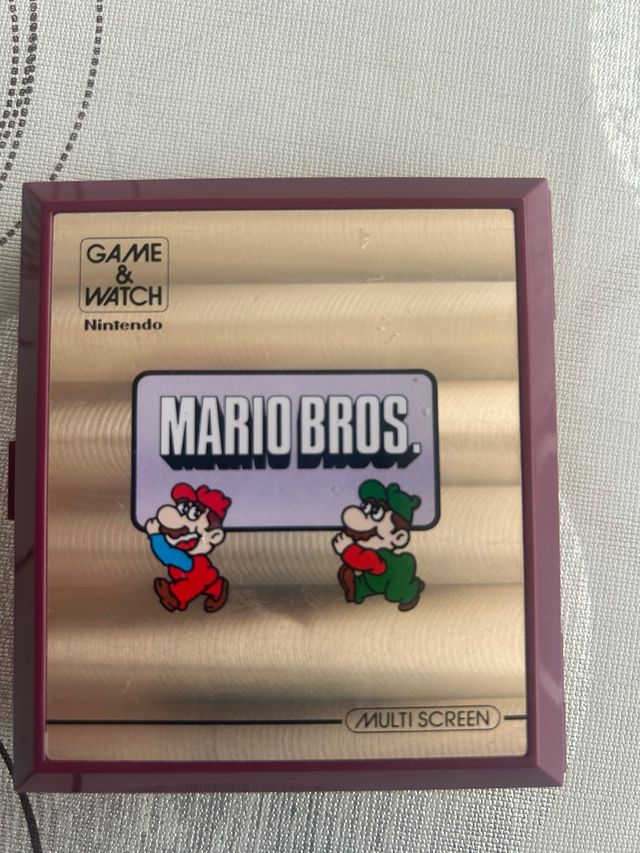 GAME
&
WATCH
Nintendo
MARIO BROS.
MULTI SCREEN